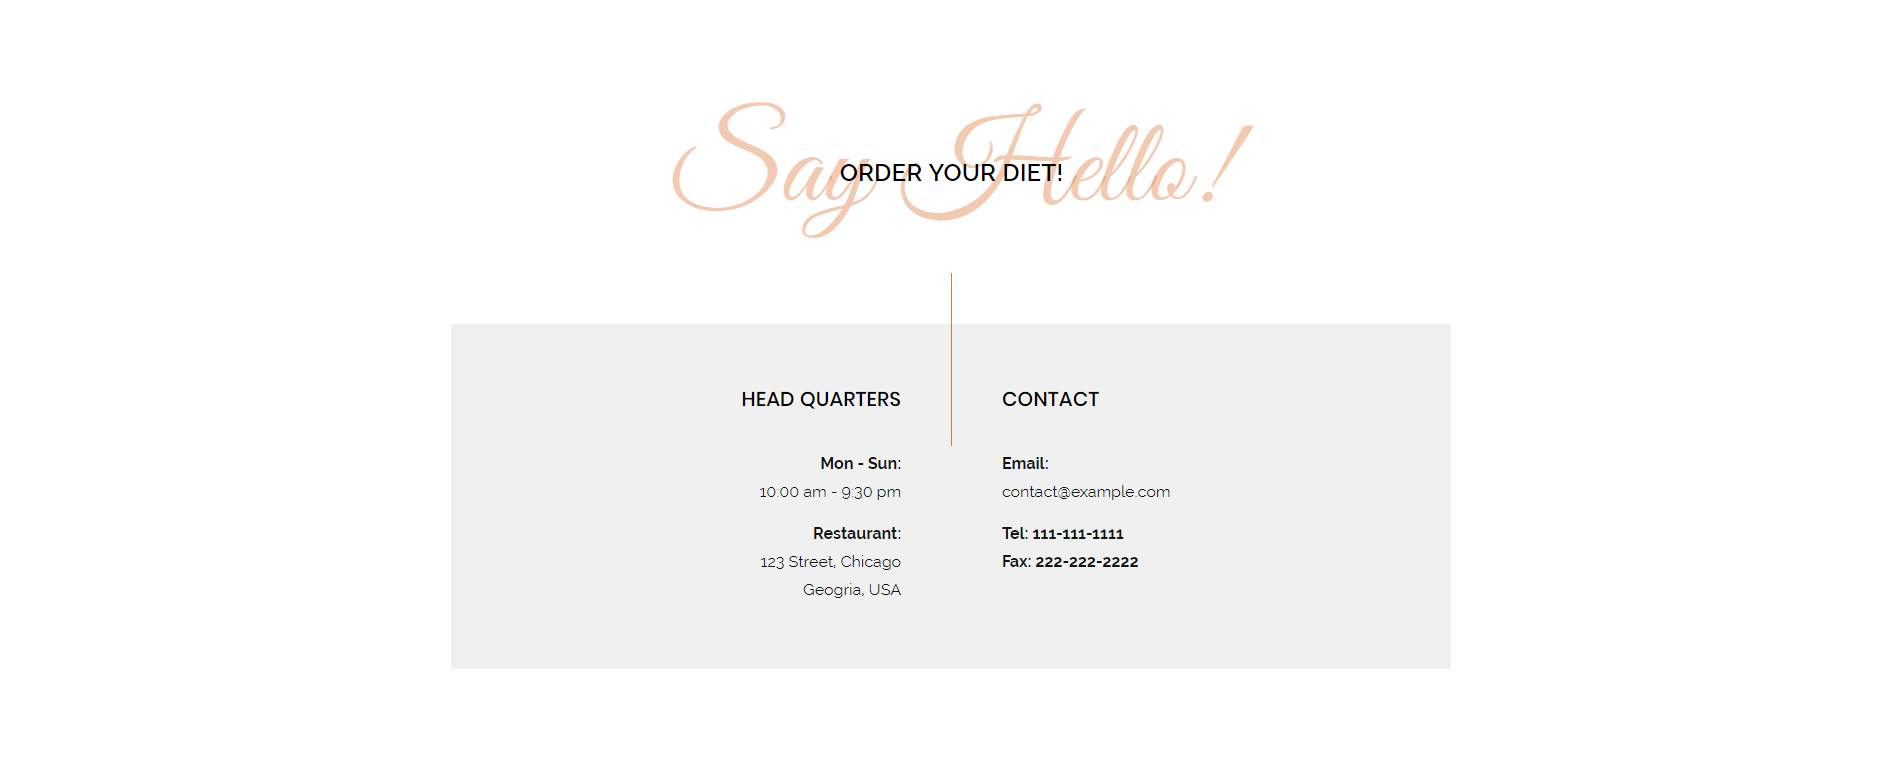 Say Hello!
ORDER YOUR DIET!
HEAD QUARTERS
Mon - Sun:
10:00 am - 9:30 pm
Restaurant:
123 Street, Chicago
Geogria, USA
CONTACT
Email:
contact@example.com
Tel: 111-111-1111
Fax: 222-222-2222